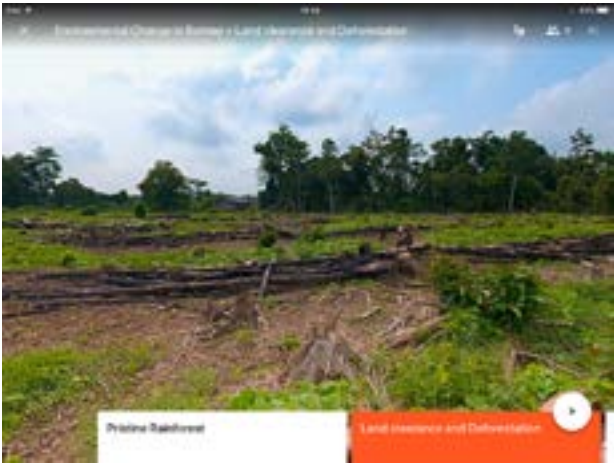 Environmental Change in Borneo > Land clearance and Deforestation
Pristine Rainforest
Land clearance and Deforestation